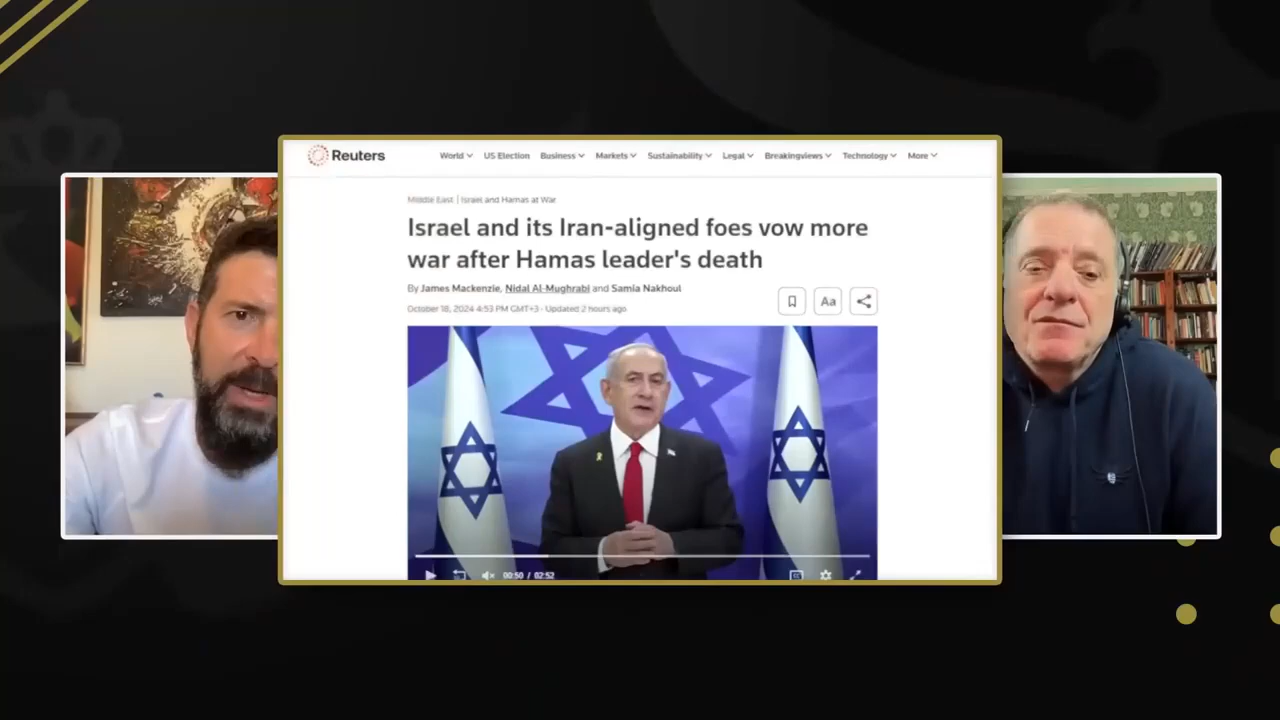 Reuters
World
US Election
Business
Markets
Sustainability
Legal
Breakingviews
Technology
More
Middle East | Israel and Hamas at War
Israel and its Iran-aligned foes vow more
war after Hamas leader's death
By James Mackenzie, Nidal Al-Mughrabi and Samia Nakhoul
October 18, 2024 4:53 PM GMT+3 · Updated 2 hours ago
Aa
00:50 / 02:52